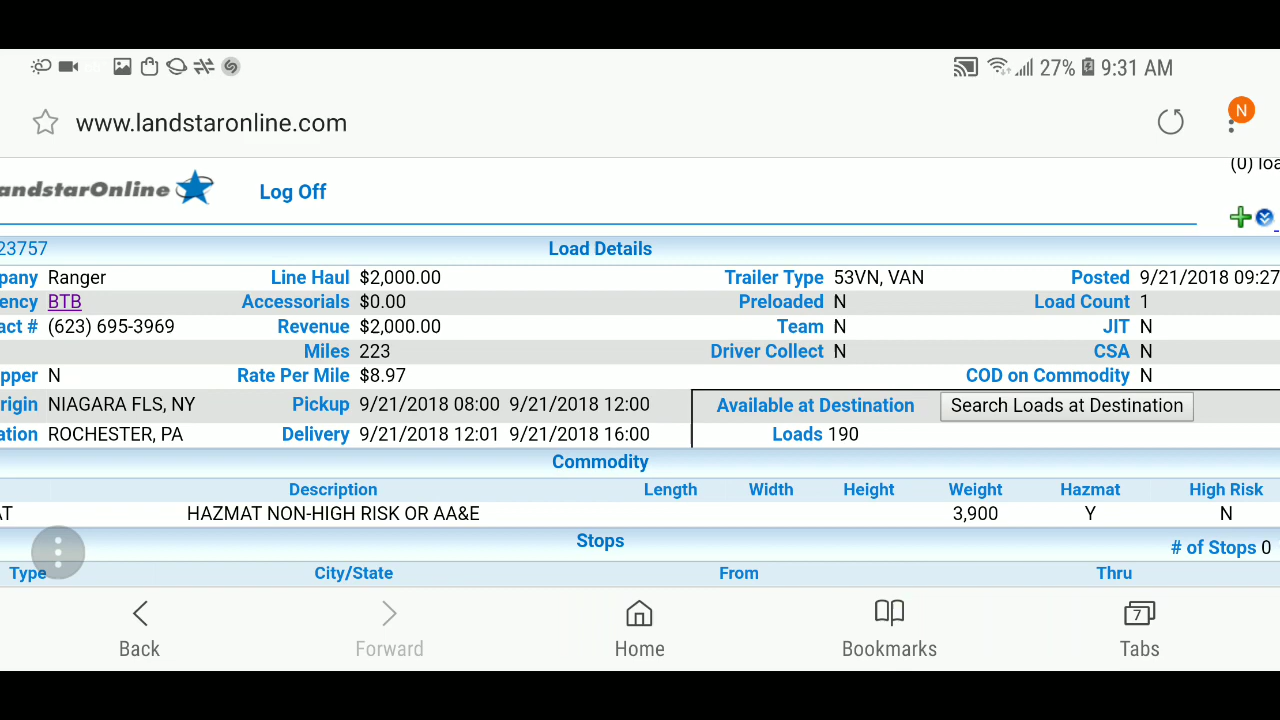 27% 9:31 AM
www.landstaronline.com
N
(0) loa
andstarOnline Log Off
23757 Load Details
pany Ranger Line Haul $2,000.00 Trailer Type 53VN, VAN Posted 9/21/2018 09:27
ency BTB Accessorials $0.00 Preloaded N Load Count 1
act # (623) 695-3969 Revenue $2,000.00 Team N JIT N
Miles 223 Driver Collect N CSA N
pper N Rate Per Mile $8.97 COD on Commodity N
rigin NIAGARA FLS, NY Pickup 9/21/2018 08:00 9/21/2018 12:00 Available at Destination Search Loads at Destination
ation ROCHESTER, PA Delivery 9/21/2018 12:01 9/21/2018 16:00 Loads 190
Commodity
Description Length Width Height Weight Hazmat High Risk
AT HAZMAT NON-HIGH RISK OR AA&E 3,900 Y N
Stops # of Stops 0
Type City/State From Thru
7
Back Forward Home Bookmarks Tabs